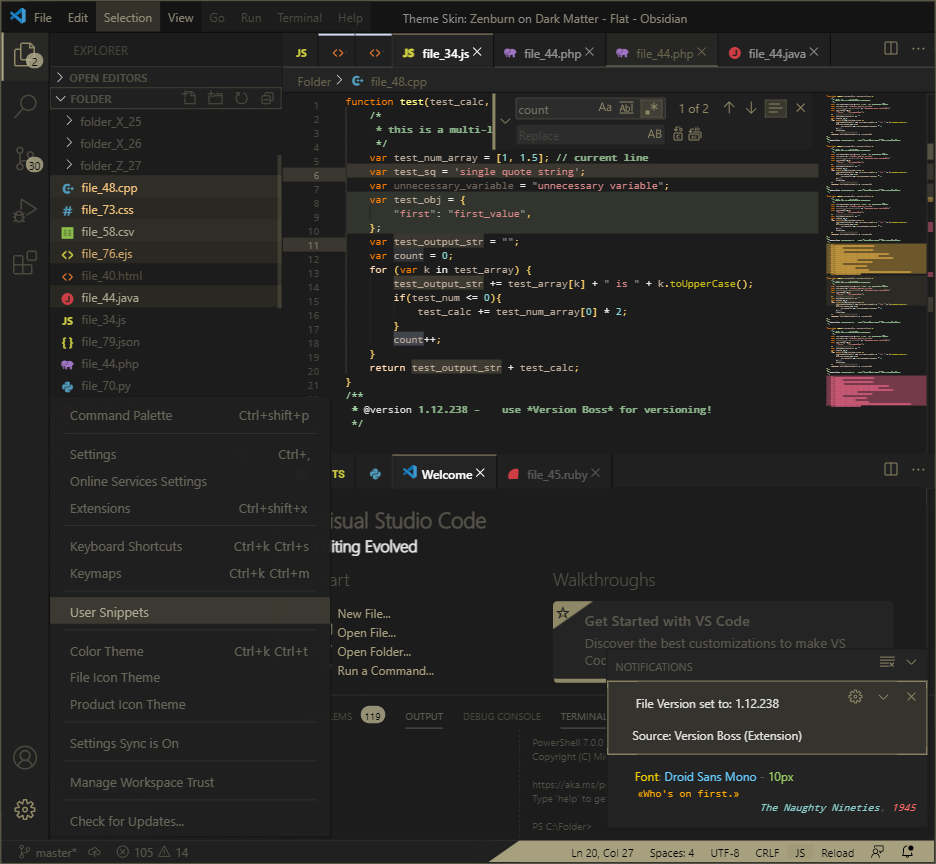 File Edit Selection View Go Run Terminal Help Theme Skin: Zenburn on Dark Matter - Flat - Obsidian
EXPLORER
OPEN EDITORS
FOLDER
folder_X_25
folder_X_26
folder_Z_27
file_48.cpp
file_73.css
file_58.csv
file_76.ejs
file_40.html
file_44.java
file_34.js
file_79.json
file_44.php
file_70.py
2
30
JS JS file_34.js file_44.php file_44.php file_44.java
Folder > file_48.cpp
count Aa Abl .* 1 of 2
Replace AB
1 function test(test_calc,
2 /*
3 * this is a multi-l
4 */
5 var test_num_array = [1, 1.5]; // current line
6 var test_sq = 'single quote string';
7 var unnecessary_variable = "unnecessary variable";
8 var test_obj = {
9 "first": "first_value",
10 };
11 var test_output_str = "";
12 var count = 0;
13 for (var k in test_array) {
14 test_output_str += test_array[k] + " is " + k.toUpperCase();
15 if(test_num <= 0){
16 test_calc += test_num_array[0] * 2;
17 }
18 count++;
19 }
20 return test_output_str + test_calc;
21 }
/**
* @version 1.12.238 - use *Version Boss* for versioning!
*/
Command Palette Ctrl+shift+p
Settings Ctrl+,
Online Services Settings
Extensions Ctrl+shift+x
Keyboard Shortcuts Ctrl+k Ctrl+s
Keymaps Ctrl+k Ctrl+m
User Snippets
Color Theme Ctrl+k Ctrl+t
File Icon Theme
Product Icon Theme
Settings Sync is On
Manage Workspace Trust
Check for Updates...
TS Welcome file_45.ruby
isual Studio Code
iting Evolved
art
New File...
Open File...
Open Folder...
Run a Command...
Walkthroughs
Get Started with VS Code
Discover the best customizations to make VS
Coc
NOTIFICATIONS
File Version set to: 1.12.238
Source: Version Boss (Extension)
Font: Droid Sans Mono - 10px
«Who's on first.»
The Naughty Nineties, 1945
LEMS 119 OUTPUT DEBUG CONSOLE TERMINAL
PowerShell 7.0.0
Copyright (C) Mi
https://aka.ms/p
Type 'help' to ge
PS C:\Folder>
master* 105 14 Ln 20, Col 27 Spaces: 4 UTF-8 CRLF JS Reload